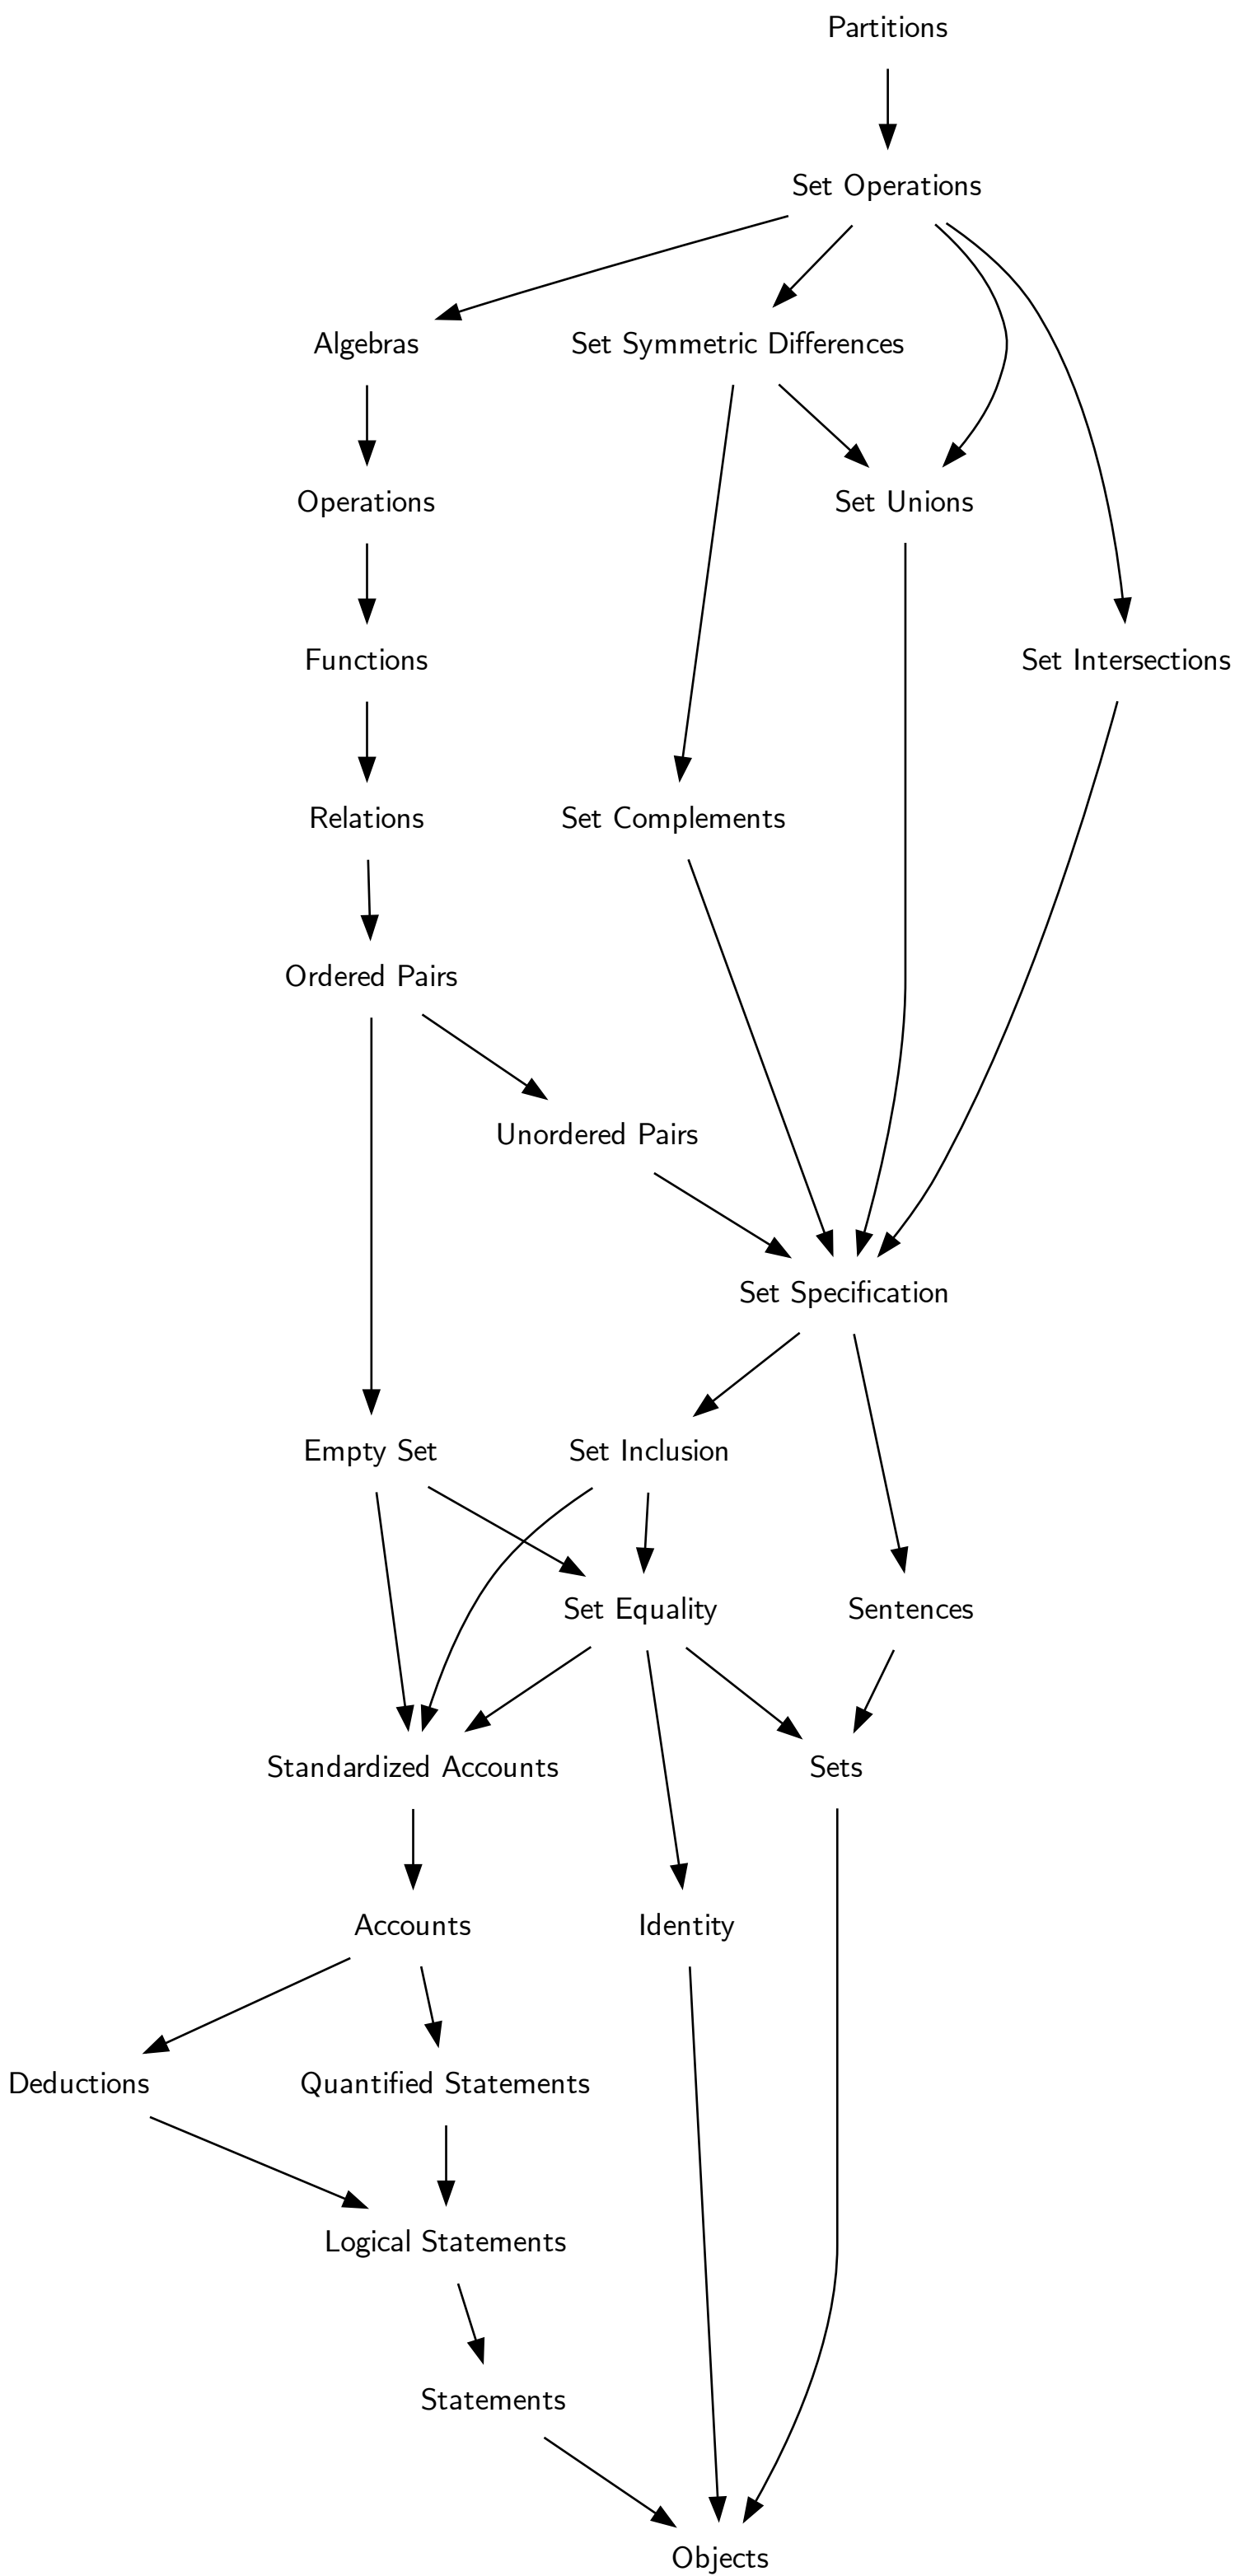 Partitions
Set Operations
Algebras
Set Symmetric Differences
Operations
Set Unions
Functions
Set Intersections
Relations
Set Complements
Ordered Pairs
Unordered Pairs
Set Specification
Empty Set
Set Inclusion
Set Equality
Sentences
Standardized Accounts
Sets
Accounts
Identity
Deductions
Quantified Statements
Logical Statements
Statements
Objects